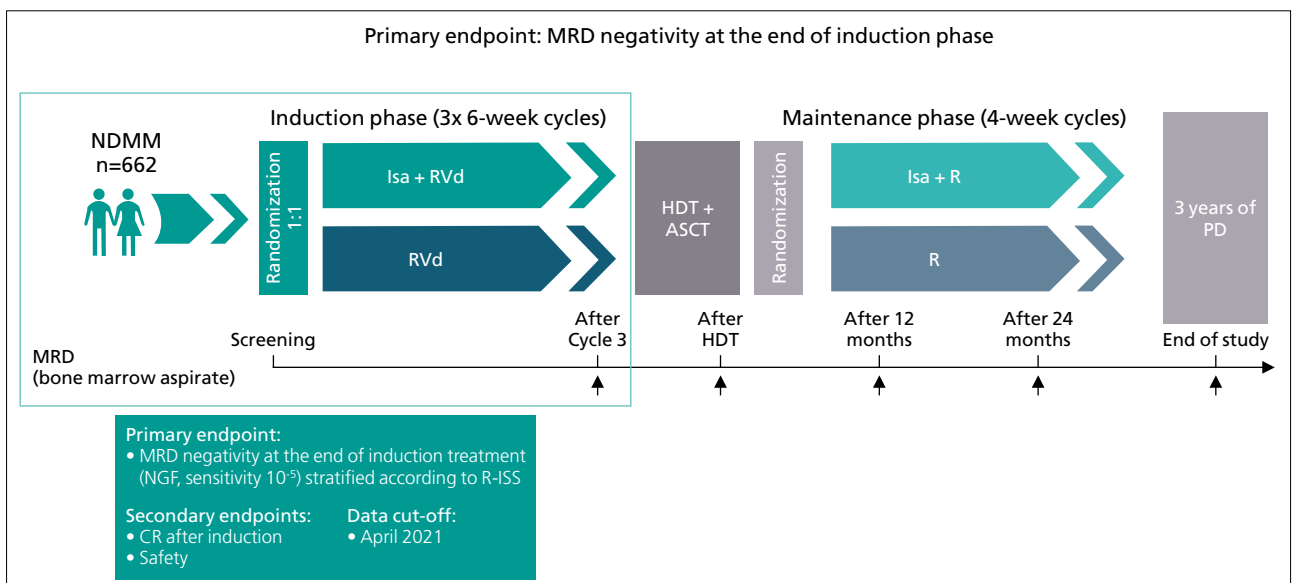 Primary endpoint: MRD negativity at the end of induction phase
NDMM
n=662
Induction phase (3x 6-week cycles)
Randomization
1:1
Isa + RVd
RVd
HDT +
ASCT
Randomization
Maintenance phase (4-week cycles)
Isa + R
R
3 years of
PD
MRD
(bone marrow aspirate)
Screening
After
Cycle 3
After
HDT
After 12
months
After 24
months
End of study
Primary endpoint:
• MRD negativity at the end of induction treatment
(NGF, sensitivity 10⁻⁵) stratified according to R-ISS
Secondary endpoints:
• CR after induction
• Safety
Data cut-off:
• April 2021